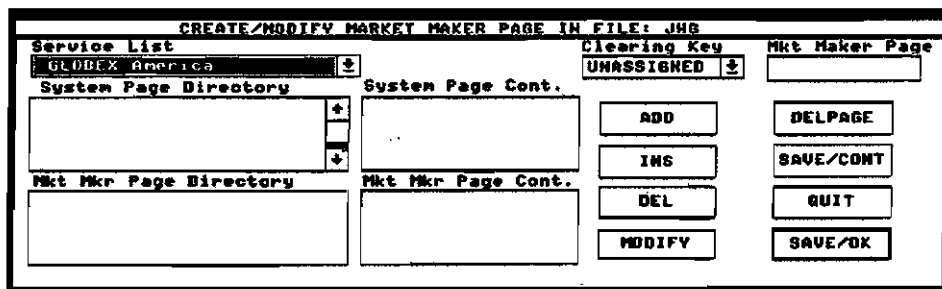 CREATE/MODIFY MARKET MAKER PAGE IN FILE: JHG
Service List
Clearing Key
Mkt Maker Page
GLOBEX America
UNASSIGNED
System Page Directory
System Page Cont.
ADD
DELPAGE
INS
SAVE/CONT
Mkt Mkr Page Directory
Mkt Mkr Page Cont.
DEL
QUIT
MODIFY
SAVE/OK